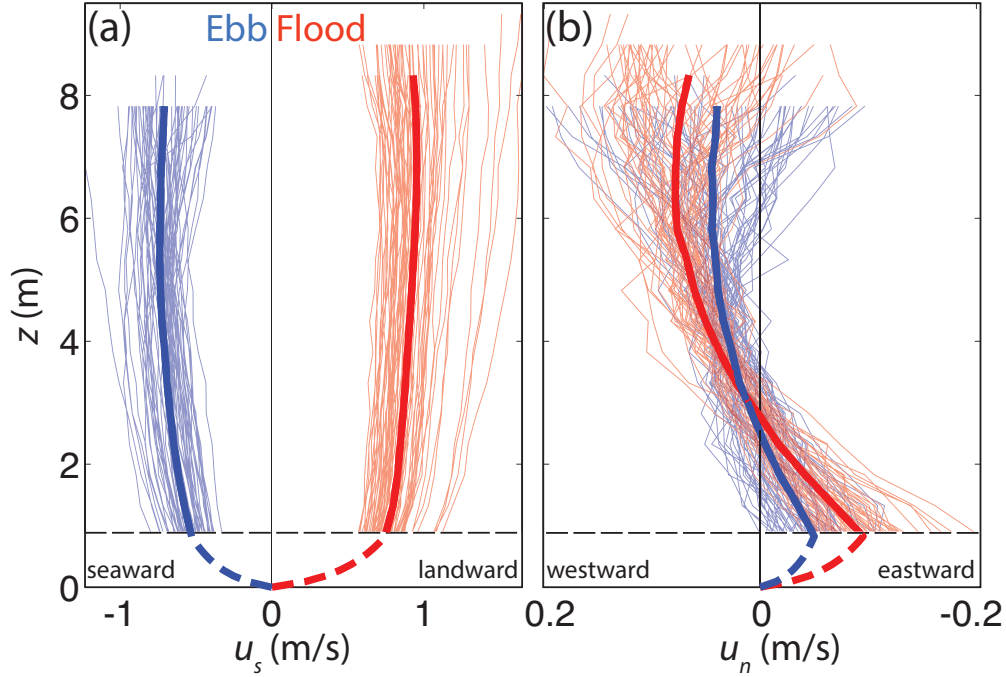 (a) Ebb Flood
(b)
8
6
4
2
0
z (m)
seaward landward
westward eastward
-1 0 1
0.2 0 -0.2
u_s (m/s)
u_n (m/s)